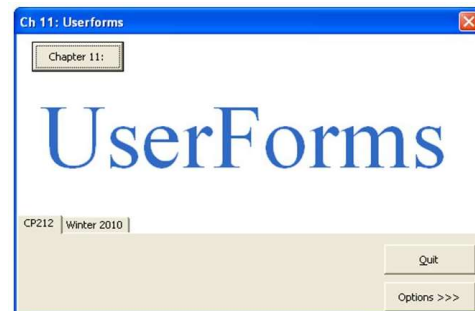 Ch 11: Userforms
Chapter 11:
UserForms
CP212 Winter 2010
Quit
Options >>>